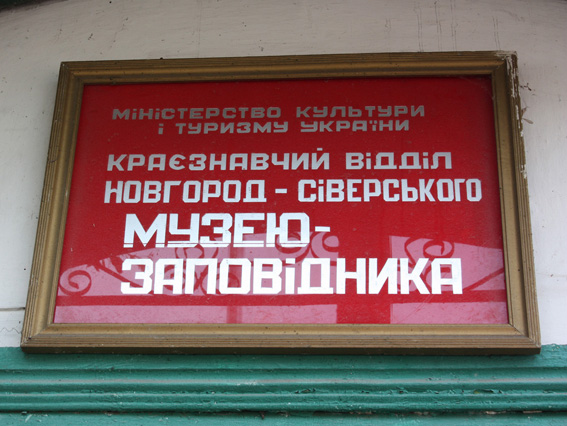 МіНіСТЕРСТВО КУЛЬТУРИ
і ТУРИЗМУ УКРАЇНИ
КРАЄЗНАВЧИЙ ВіДДіЛ
НОВГОРОД - СіВЕРСЬКОГО
МУЗЕЮ-
ЗАПОВіДНИКА